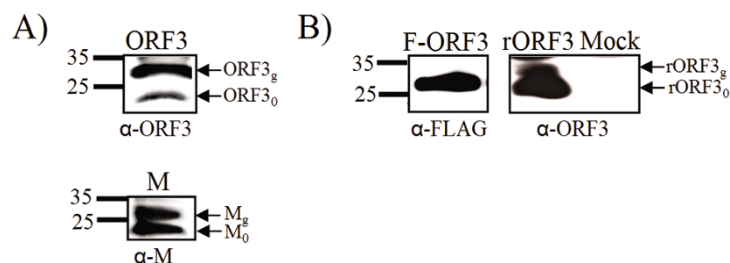 A)
ORF3
35
25
ORF3g
ORF30
α-ORF3
M
35
25
Mg
M0
α-M
B)
F-ORF3 rORF3 Mock
35
25
rORF3g
rORF30
α-FLAG α-ORF3